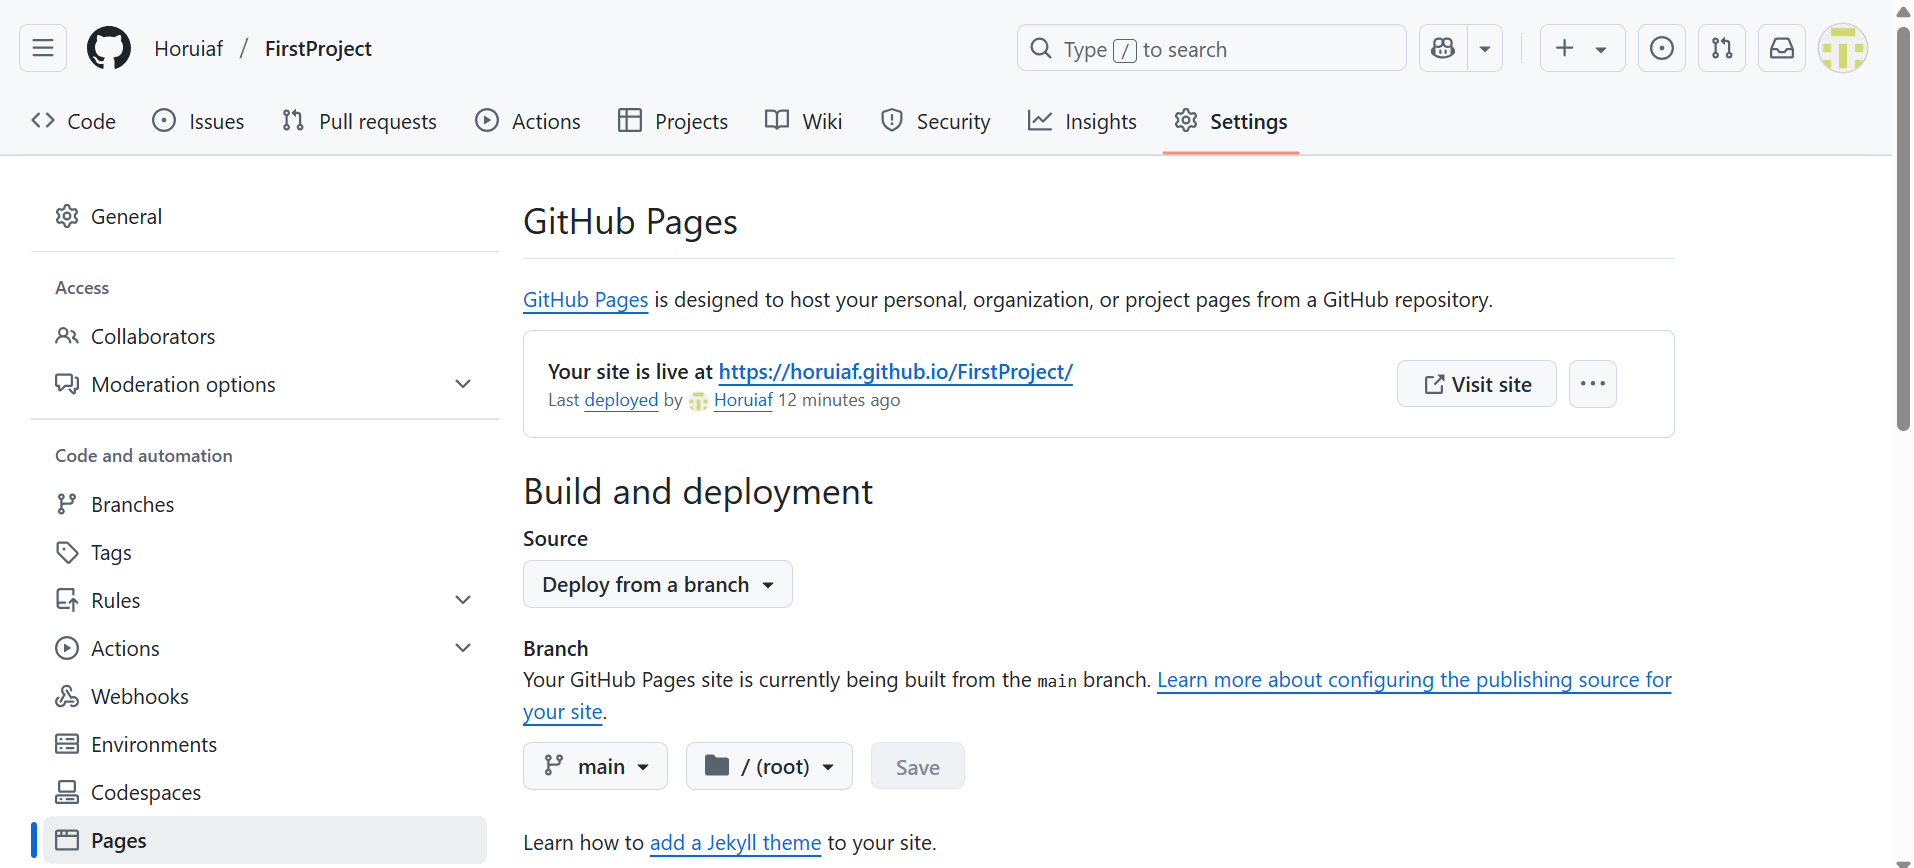 Horuiaf / FirstProject
Type / to search
Code Issues Pull requests Actions Projects Wiki Security Insights Settings
General
Access
Collaborators
Moderation options
Code and automation
Branches
Tags
Rules
Actions
Webhooks
Environments
Codespaces
Pages
GitHub Pages
GitHub Pages is designed to host your personal, organization, or project pages from a GitHub repository.
Your site is live at https://horuiaf.github.io/FirstProject/
Last deployed by Horuiaf 12 minutes ago
Visit site
Build and deployment
Source
Deploy from a branch
Branch
Your GitHub Pages site is currently being built from the main branch. Learn more about configuring the publishing source for
your site.
main / (root) Save
Learn how to add a Jekyll theme to your site.